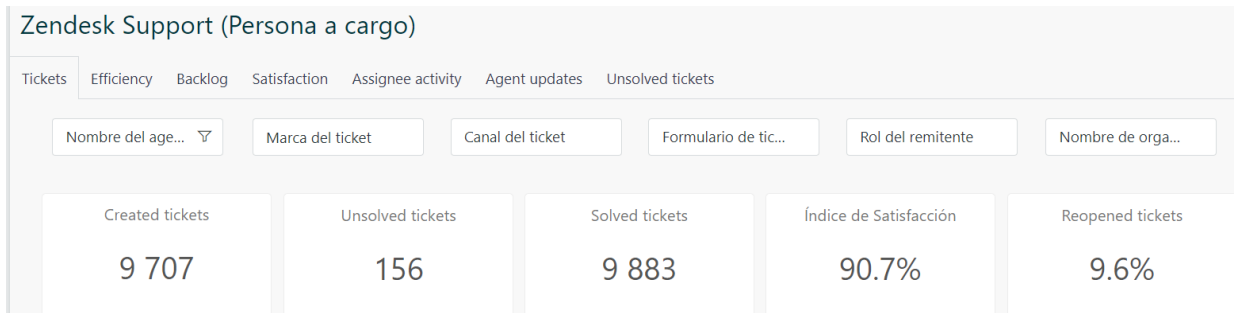 Zendesk Support (Persona a cargo)
Tickets Efficiency Backlog Satisfaction Assignee activity Agent updates Unsolved tickets
Nombre del age... Marca del ticket Canal del ticket Formulario de tic... Rol del remitente Nombre de orga...
Created tickets Unsolved tickets Solved tickets Índice de Satisfacción Reopened tickets
9 707 156 9 883 90.7% 9.6%